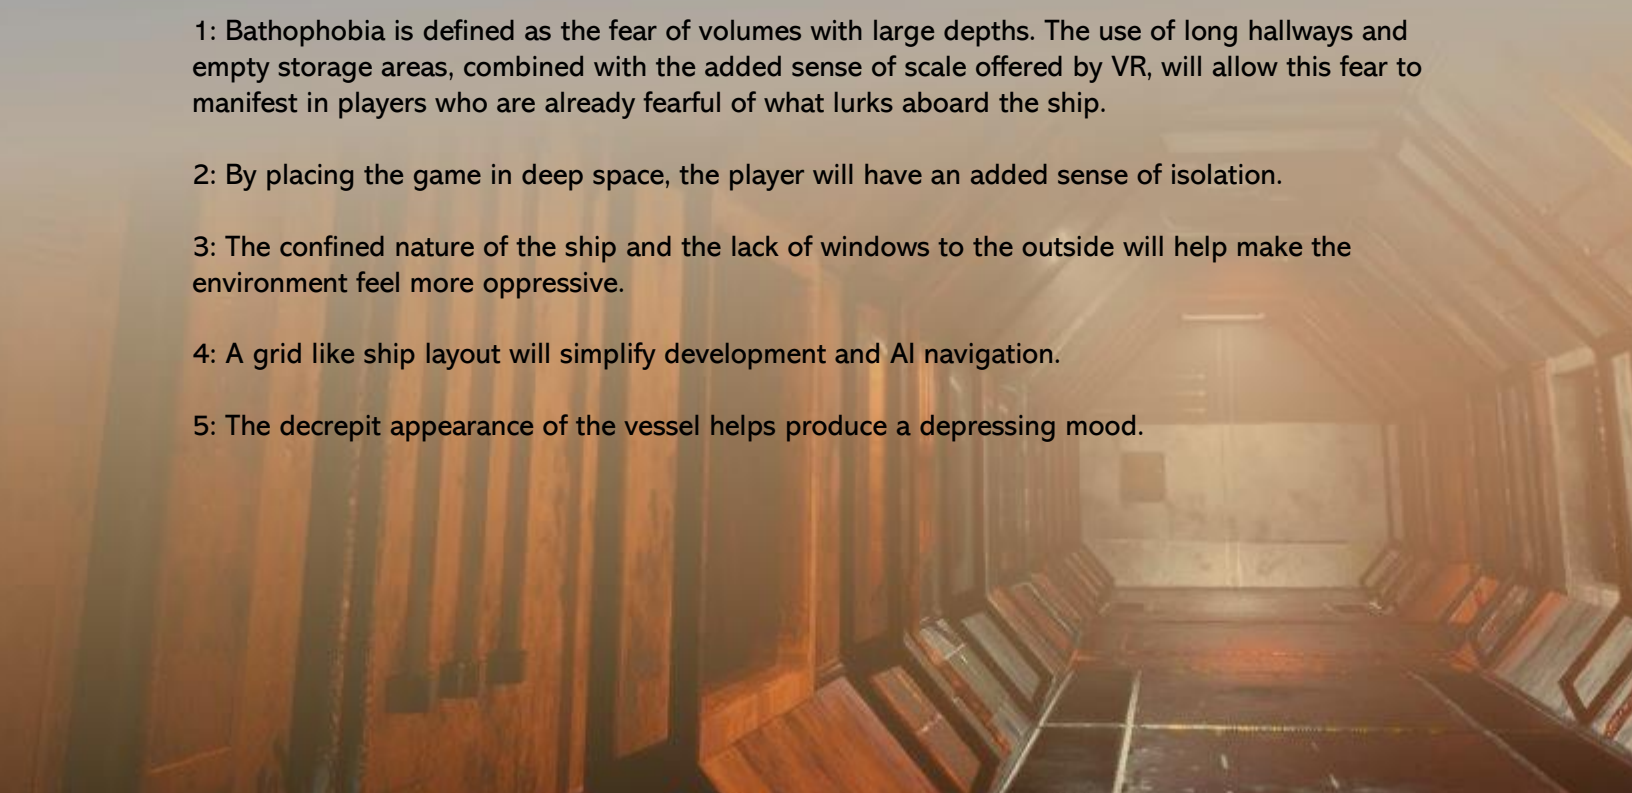 1: Bathophobia is defined as the fear of volumes with large depths. The use of long hallways and
empty storage areas, combined with the added sense of scale offered by VR, will allow this fear to
manifest in players who are already fearful of what lurks aboard the ship.
2: By placing the game in deep space, the player will have an added sense of isolation.
3: The confined nature of the ship and the lack of windows to the outside will help make the
environment feel more oppressive.
4: A grid like ship layout will simplify development and AI navigation.
5: The decrepit appearance of the vessel helps produce a depressing mood.